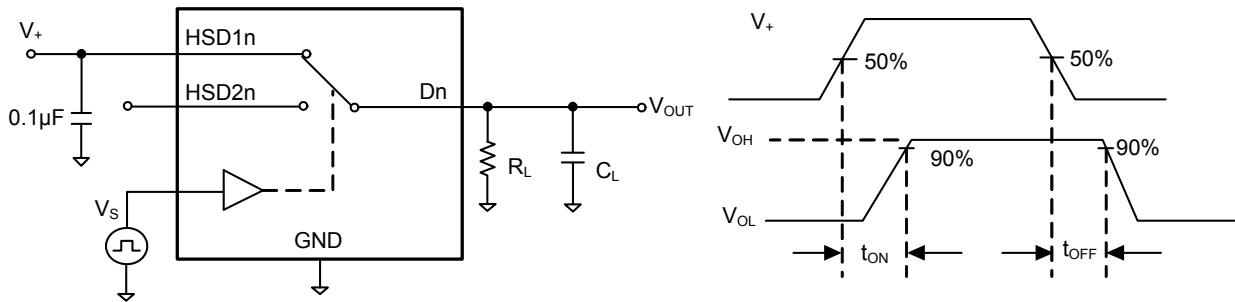 V+
HSD1n
HSD2n
0.1µF
Dn
VOUT
RL
CL
VS
GND
V+
50%
50%
VOH
90%
90%
VOL
tON
tOFF